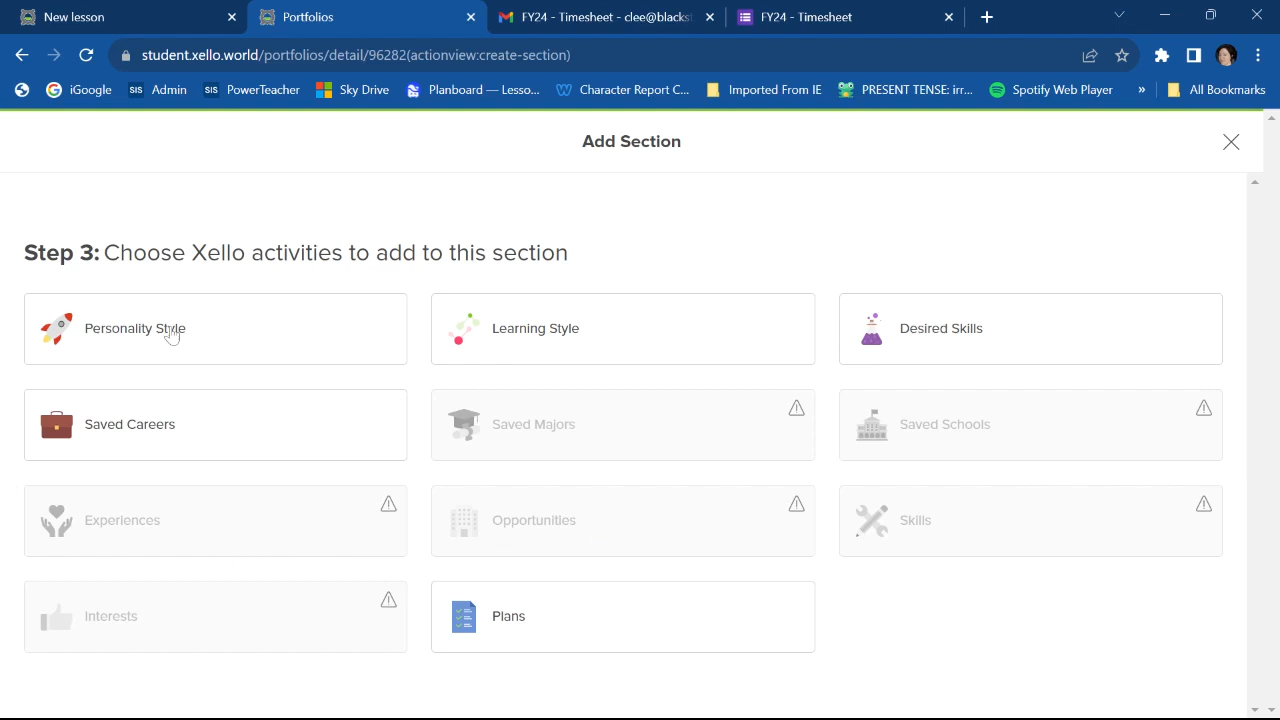 New lesson
Portfolios
FY24 - Timesheet - clee@blacks
FY24 - Timesheet
student.xello.world/portfolios/detail/96282(actionview:create-section)
iGoogle
SIS Admin
SIS PowerTeacher
Sky Drive
Planboard — Lesso...
Character Report C...
Imported From IE
PRESENT TENSE: irr...
Spotify Web Player
»
All Bookmarks
Add Section
Step 3: Choose Xello activities to add to this section
Personality Style
Learning Style
Desired Skills
Saved Careers
Saved Majors
Saved Schools
Experiences
Opportunities
Skills
Interests
Plans